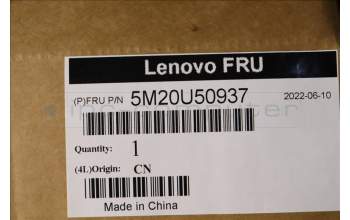 Lenovo FRU
(P)FRU P/N 5M20U50937 2022-06-10
Quantity: 1
(4L)Origin: CN
Made in China